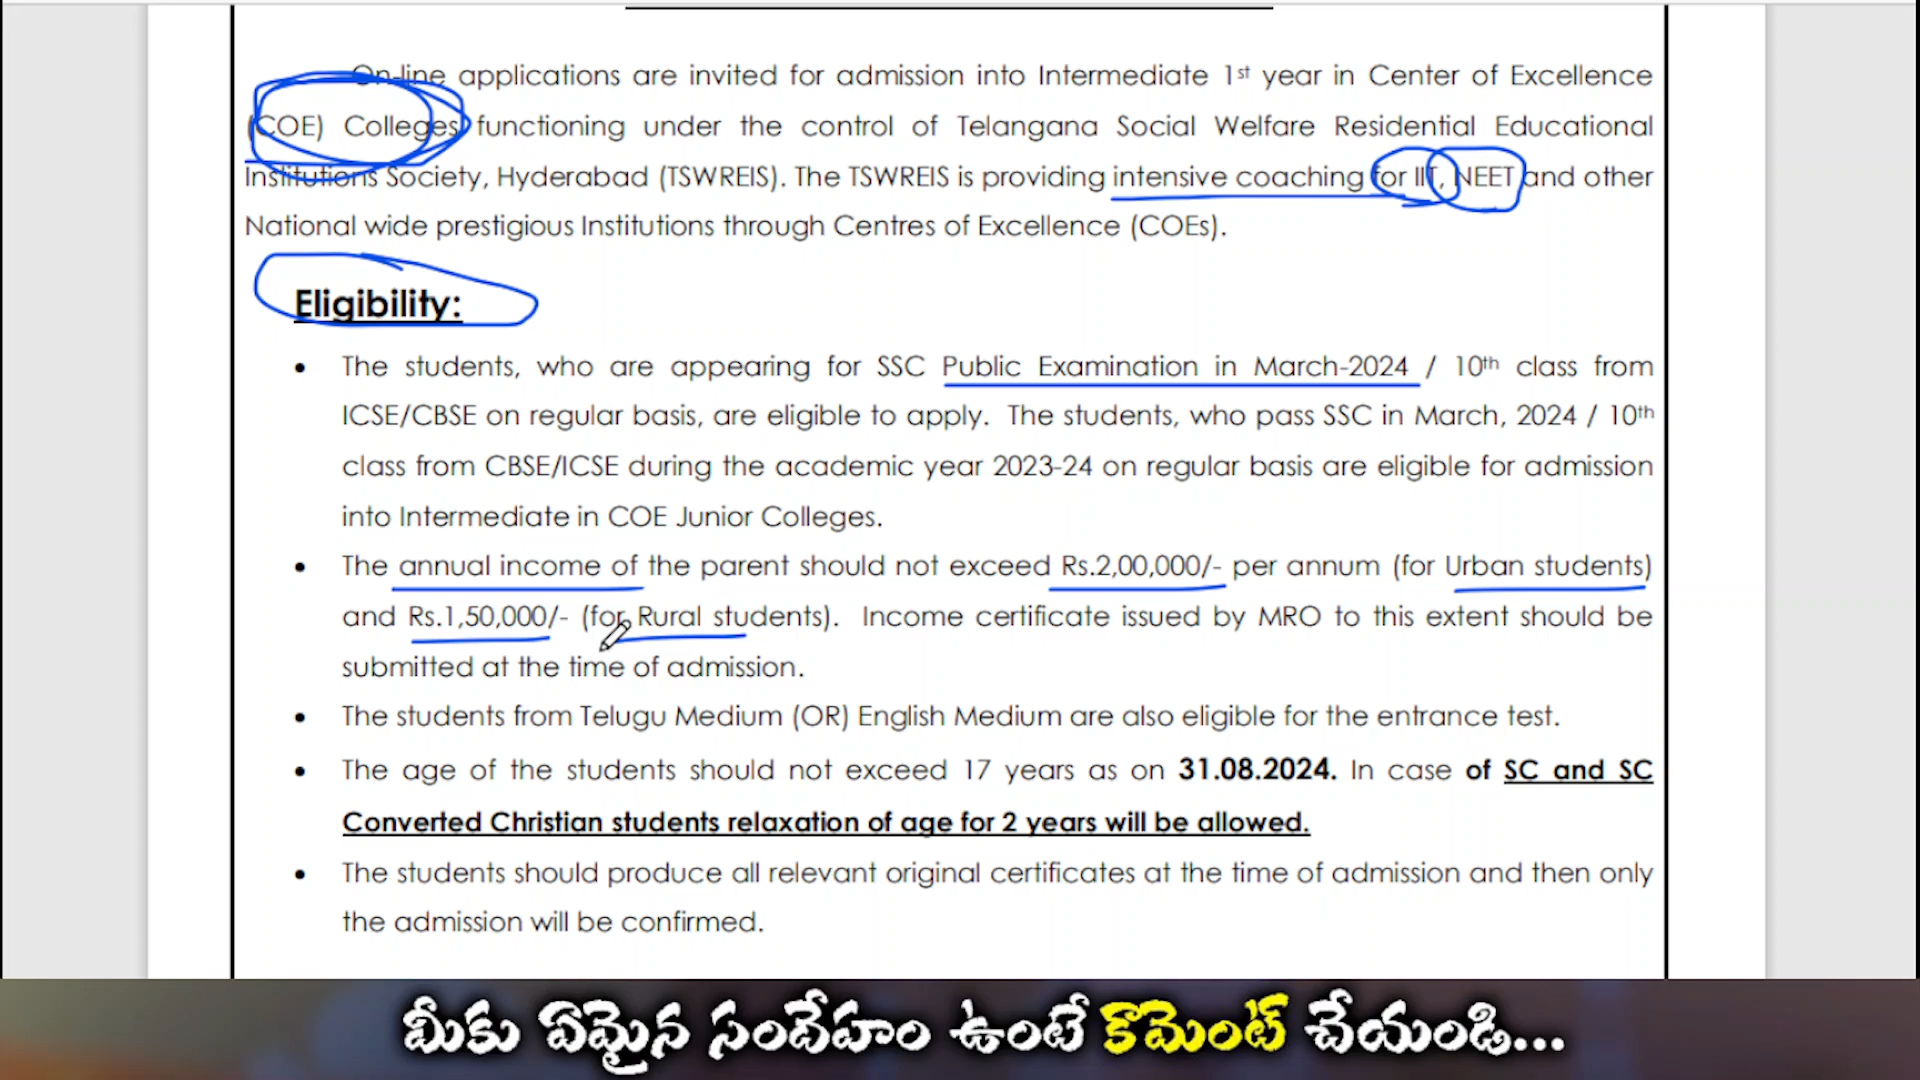 On-line applications are invited for admission into Intermediate 1st year in Center of Excellence
(COE) Colleges functioning under the control of Telangana Social Welfare Residential Educational
Institutions Society, Hyderabad (TSWREIS). The TSWREIS is providing intensive coaching for IIT, NEET and other
National wide prestigious Institutions through Centres of Excellence (COEs).
Eligibility:
• The students, who are appearing for SSC Public Examination in March-2024 / 10th class from
ICSE/CBSE on regular basis, are eligible to apply. The students, who pass SSC in March, 2024 / 10th
class from CBSE/ICSE during the academic year 2023-24 on regular basis are eligible for admission
into Intermediate in COE Junior Colleges.
• The annual income of the parent should not exceed Rs.2,00,000/- per annum (for Urban students)
and Rs.1,50,000/- (for Rural students). Income certificate issued by MRO to this extent should be
submitted at the time of admission.
• The students from Telugu Medium (OR) English Medium are also eligible for the entrance test.
• The age of the students should not exceed 17 years as on 31.08.2024. In case of SC and SC
Converted Christian students relaxation of age for 2 years will be allowed.
• The students should produce all relevant original certificates at the time of admission and then only
the admission will be confirmed.
మీకు ఏమైన సందేహం ఉంటే కామెంట్ చేయండి...